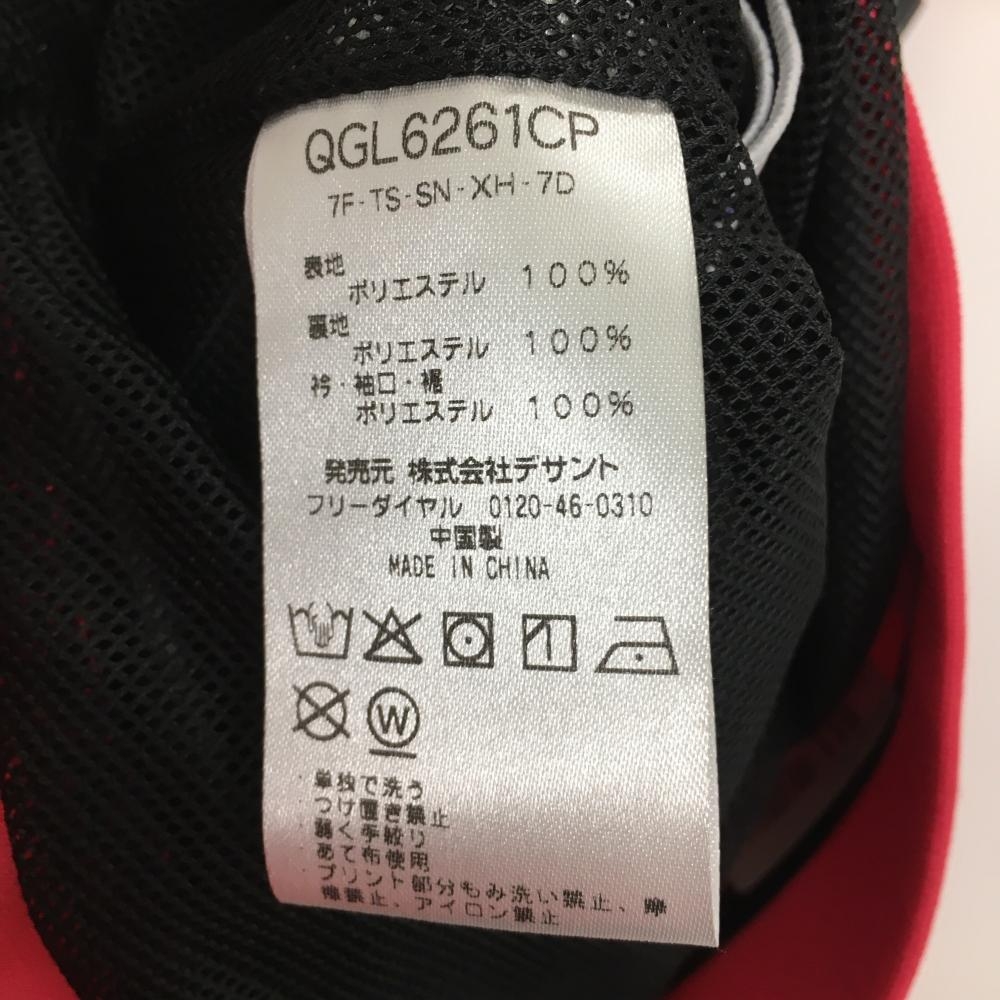 QGL6261CP
7F-TS-SN-XH-7D
表地
ポリエステル 100%
裏地
ポリエステル 100%
衿・袖口・裾
ポリエステル 100%
発売元 株式会社デサント
フリーダイヤル 0120-46-0310
中国製
MADE IN CHINA
W
・単独で洗う
・つけ置き禁止
・弱く手絞り
・あて布使用
・プリント部分もみ洗い禁止、
禁止、アイロン禁止